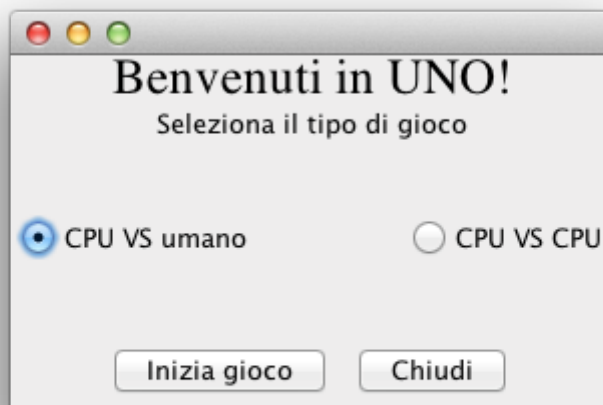 Benvenuti in UNO!
Seleziona il tipo di gioco
CPU VS umano CPU VS CPU
Inizia gioco Chiudi